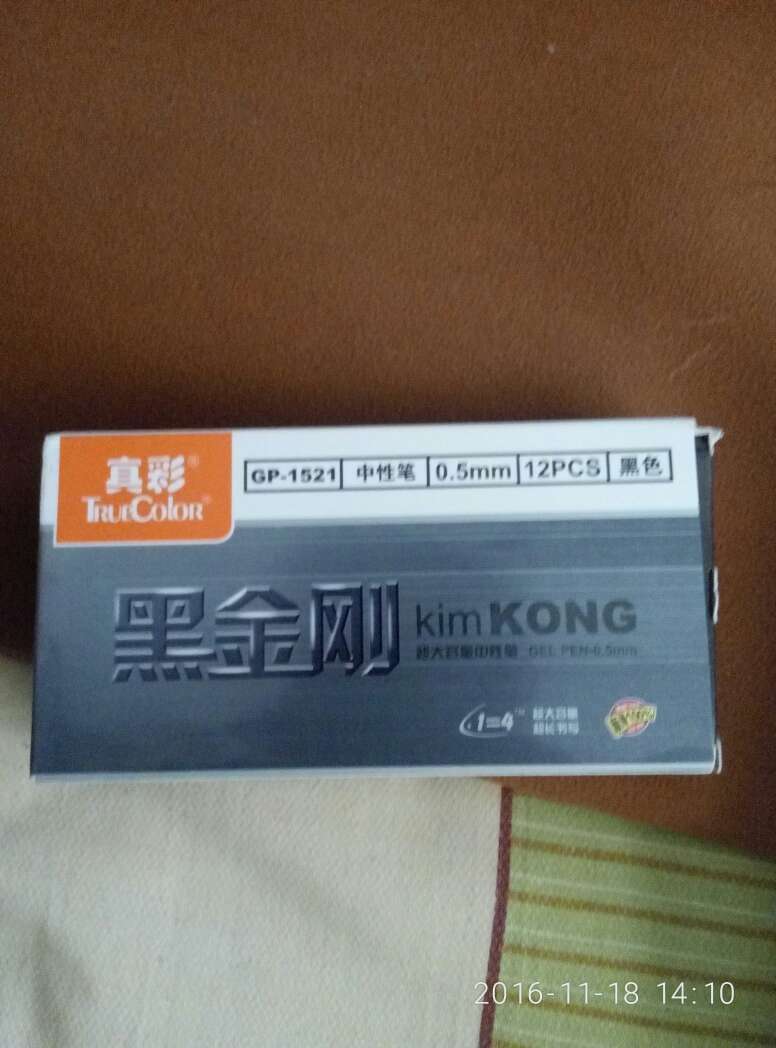 真彩®
TRUECOLOR®
GP-1521 中性笔 0.5mm 12PCS 黑色
黑金刚 kim KONG
超大容量中性笔 GEL PEN-0.5mm
1=4™ 超大容量
超长书写
2016-11-18 14:10